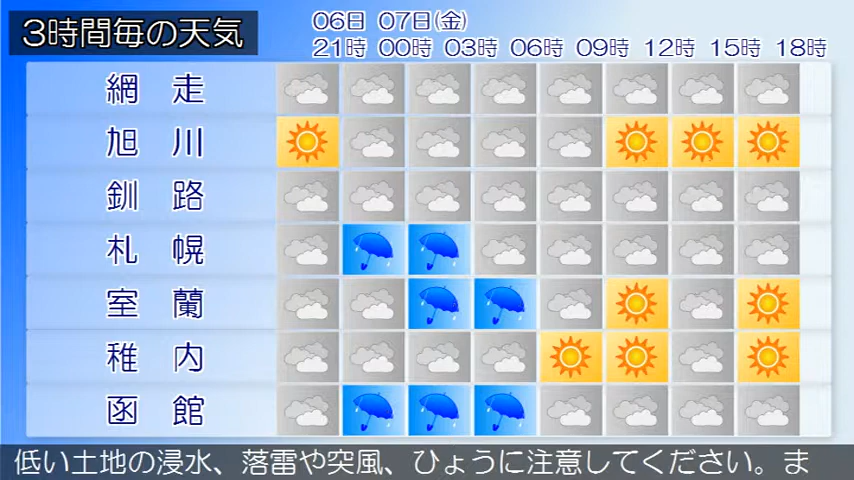 3時間毎の天気
06日 07日(金)
21時 00時 03時 06時 09時 12時 15時 18時
網走
旭川
釧路
札幌
室蘭
稚内
函館
低い土地の浸水、落雷や突風、ひょうに注意してください。ま